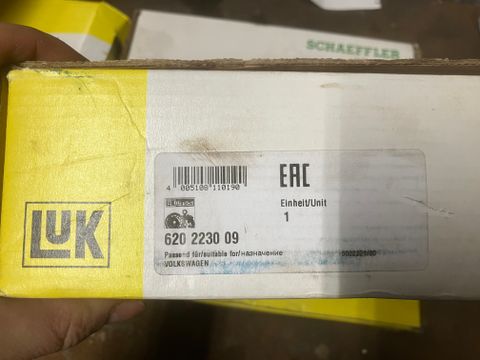 SCHAEFFLER
LUK
4 005108 110190
EAC
Einheit/Unit
1
620 2230 09
Passend für/suitable for/назначение
VOLKSWAGEN